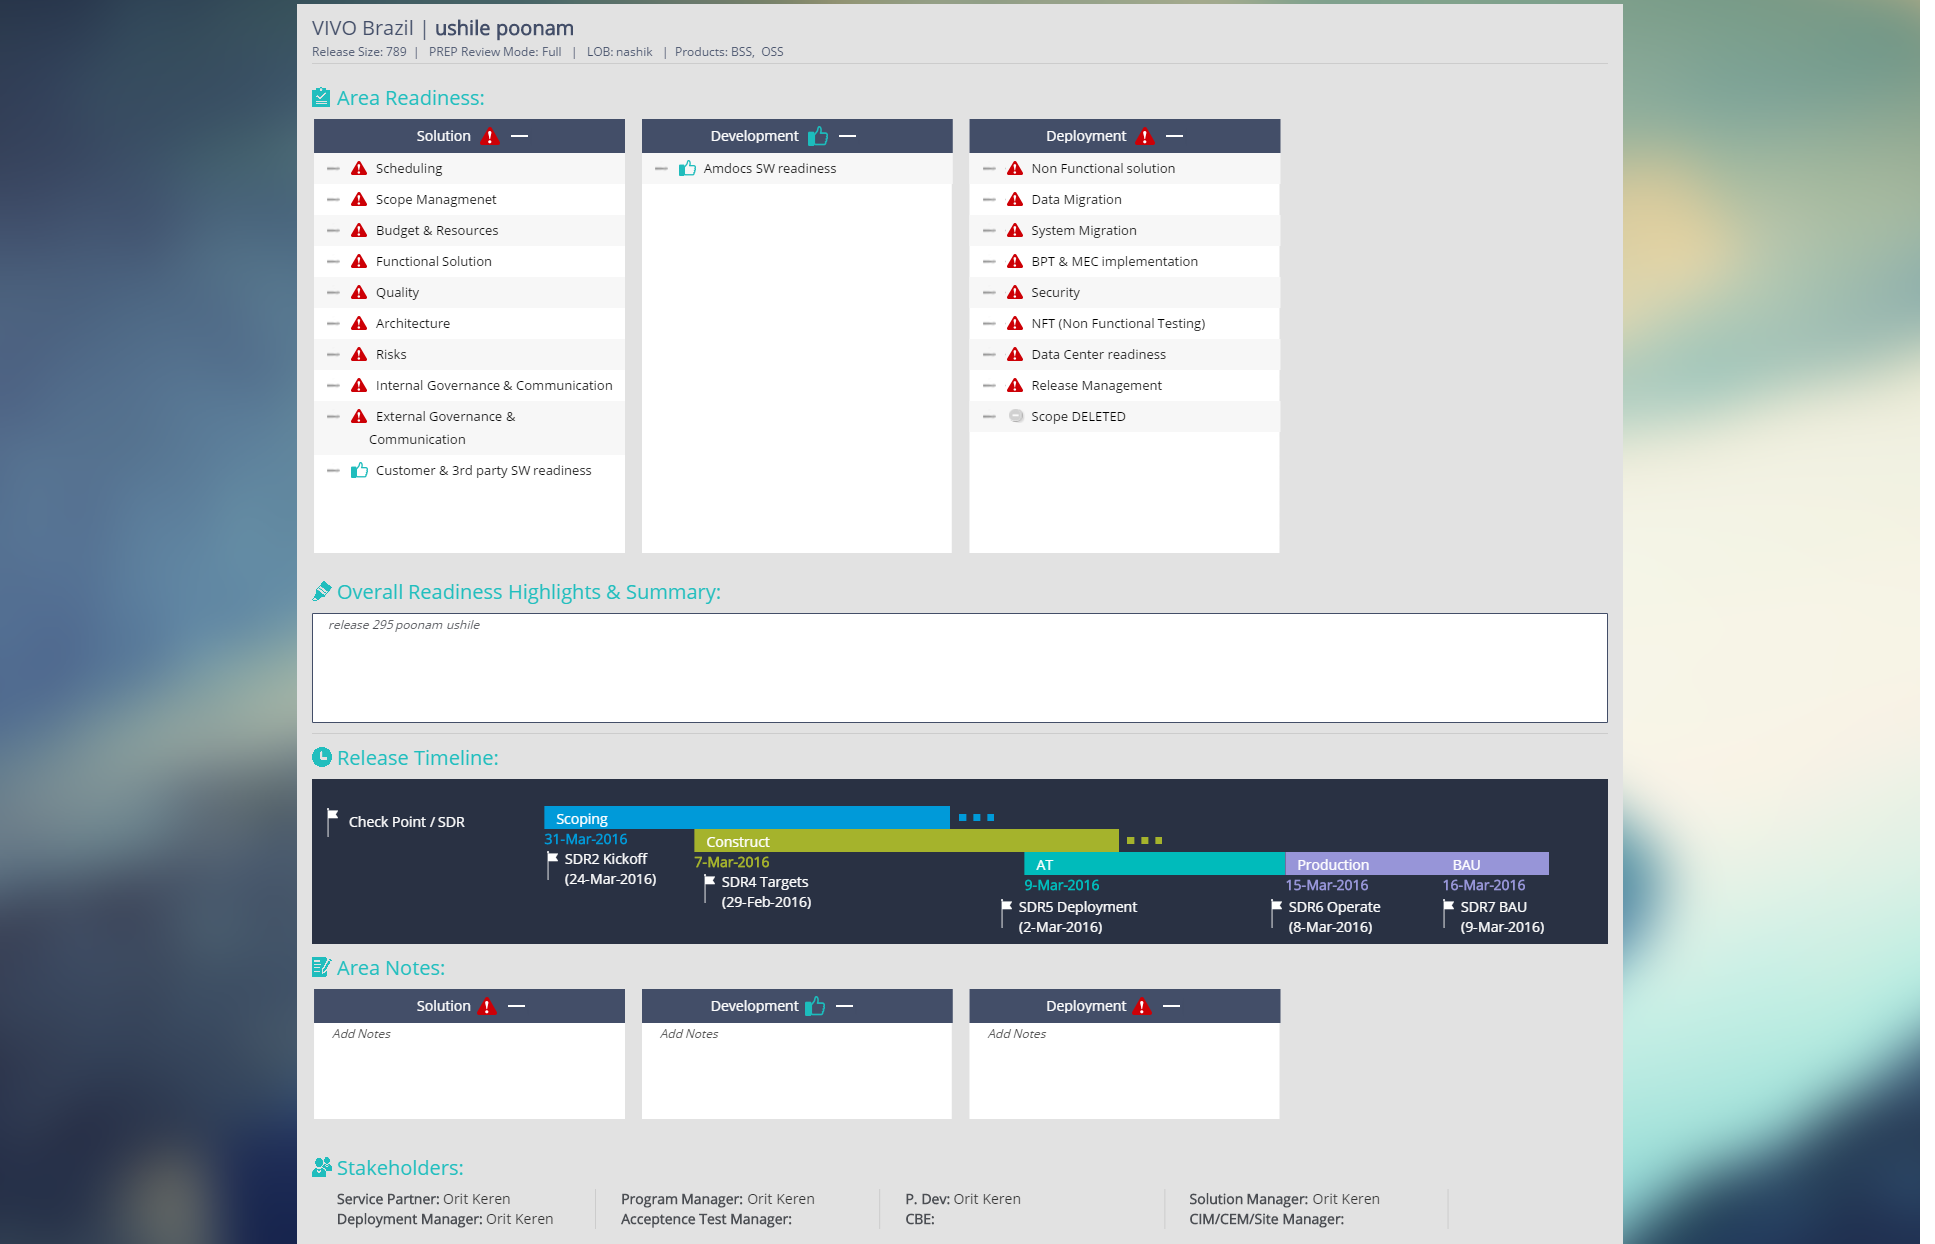 VIVO Brazil | ushile poonam
Release Size: 789 | PREP Review Mode: Full | LOB: nashik | Products: BSS, OSS
Area Readiness:
Solution
Scheduling
Scope Managmenet
Budget & Resources
Functional Solution
Quality
Architecture
Risks
Internal Governance & Communication
External Governance &
Communication
Customer & 3rd party SW readiness
Development
Amdocs SW readiness
Deployment
Non Functional solution
Data Migration
System Migration
BPT & MEC implementation
Security
NFT (Non Functional Testing)
Data Center readiness
Release Management
Scope DELETED
Overall Readiness Highlights & Summary:
release 295 poonam ushile
Release Timeline:
Check Point / SDR
Scoping
31-Mar-2016
SDR2 Kickoff
(24-Mar-2016)
Construct
7-Mar-2016
SDR4 Targets
(29-Feb-2016)
AT
9-Mar-2016
SDR5 Deployment
(2-Mar-2016)
Production
15-Mar-2016
SDR6 Operate
(8-Mar-2016)
BAU
16-Mar-2016
SDR7 BAU
(9-Mar-2016)
Area Notes:
Solution
Add Notes
Development
Add Notes
Deployment
Add Notes
Stakeholders:
Service Partner: Orit Keren
Deployment Manager: Orit Keren
Program Manager: Orit Keren
Acceptence Test Manager:
P. Dev: Orit Keren
CBE:
Solution Manager: Orit Keren
CIM/CEM/Site Manager: